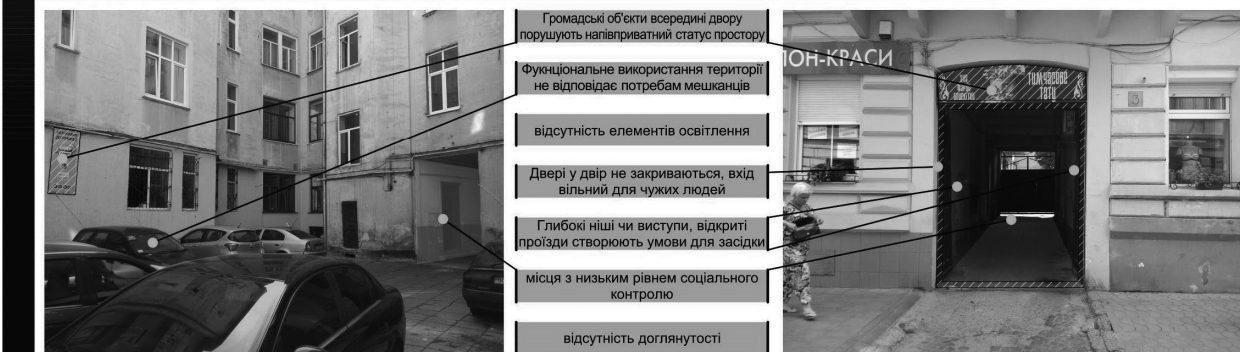 Громадські об'єкти всередині двору
порушують напівприватний статус простору
Фукнціональне використання території
не відповідає потребам мешканців
відсутність елементів освітлення
Двері у двір не закриваються, вхід
вільний для чужих людей
Глибокі ніші чи виступи, відкриті
проїзди створюють умови для засідки
місця з низьким рівнем соціального
контролю
відсутність доглянутості
ЛОН-КРАСИ
ТИМЧАСОВЕ
ТАТУ